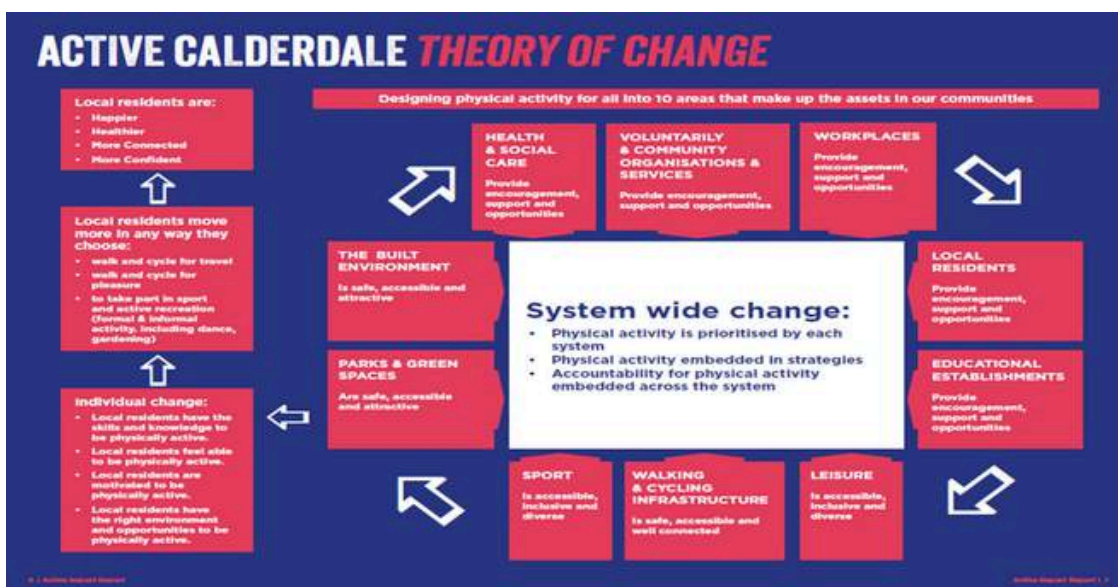 ACTIVE CALDERDALE THEORY OF CHANGE
Local residents are:
• Happier
• Healthier
• More Connected
• More Confident
Local residents move
more in any way they
choose:
• walk and cycle for travel
• walk and cycle for
pleasure
• to take part in sport
and active recreation
(formal & informal
activity, including dance,
gardening)
Individual change:
• Local residents have the
skills and knowledge to
be physically active.
• Local residents feel able
to be physically active.
• Local residents are
motivated to be
physically active.
• Local residents have
the right environment
and opportunities to be
physically active.
Designing physical activity for all into 10 areas that make up the assets in our communities
HEALTH
& SOCIAL
CARE
Provide
encouragement,
support and
opportunities
VOLUNTARILY
& COMMUNITY
ORGANISATIONS &
SERVICES
Provide encouragement,
support and opportunities
WORKPLACES
Provide
encouragement,
support and
opportunities
THE BUILT
ENVIRONMENT
Is safe, accessible and
attractive
LOCAL
RESIDENTS
Provide
encouragement,
support and
opportunities
System wide change:
• Physical activity is prioritised by each
system
• Physical activity embedded in strategies
• Accountability for physical activity
embedded across the system
PARKS & GREEN
SPACES
Are safe, accessible
and attractive
EDUCATIONAL
ESTABLISHMENTS
Provide
encouragement,
support and
opportunities
SPORT
Is accessible,
inclusive and
diverse
WALKING
& CYCLING
INFRASTRUCTURE
Is safe, accessible and
well connected
LEISURE
Is accessible,
inclusive and
diverse
Active Impact Report
Active Impact Report